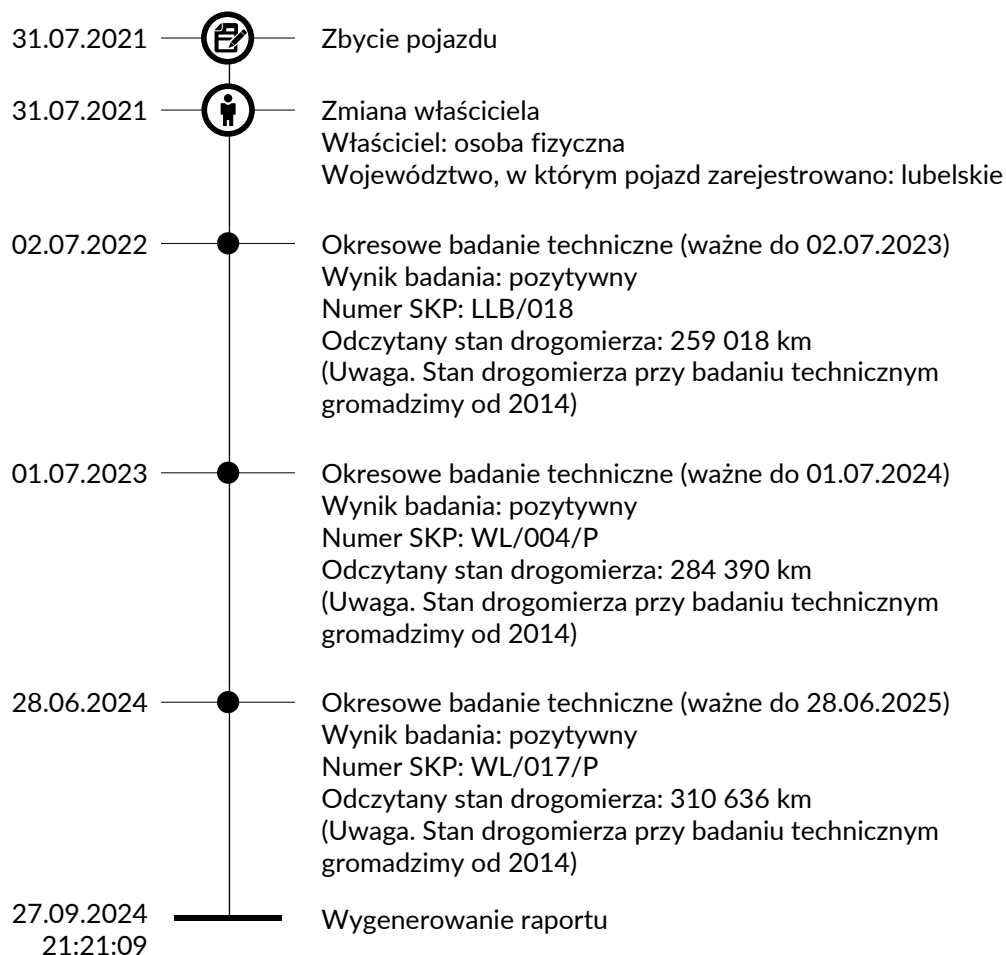 31.07.2021 Zbycie pojazdu
31.07.2021 Zmiana właściciela
Właściciel: osoba fizyczna
Województwo, w którym pojazd zarejestrowano: lubelskie
02.07.2022 Okresowe badanie techniczne (ważne do 02.07.2023)
Wynik badania: pozytywny
Numer SKP: LLB/018
Odczytany stan drogomierza: 259 018 km
(Uwaga. Stan drogomierza przy badaniu technicznym
gromadzimy od 2014)
01.07.2023 Okresowe badanie techniczne (ważne do 01.07.2024)
Wynik badania: pozytywny
Numer SKP: WL/004/P
Odczytany stan drogomierza: 284 390 km
(Uwaga. Stan drogomierza przy badaniu technicznym
gromadzimy od 2014)
28.06.2024 Okresowe badanie techniczne (ważne do 28.06.2025)
Wynik badania: pozytywny
Numer SKP: WL/017/P
Odczytany stan drogomierza: 310 636 km
(Uwaga. Stan drogomierza przy badaniu technicznym
gromadzimy od 2014)
27.09.2024 Wygenerowanie raportu
21:21:09